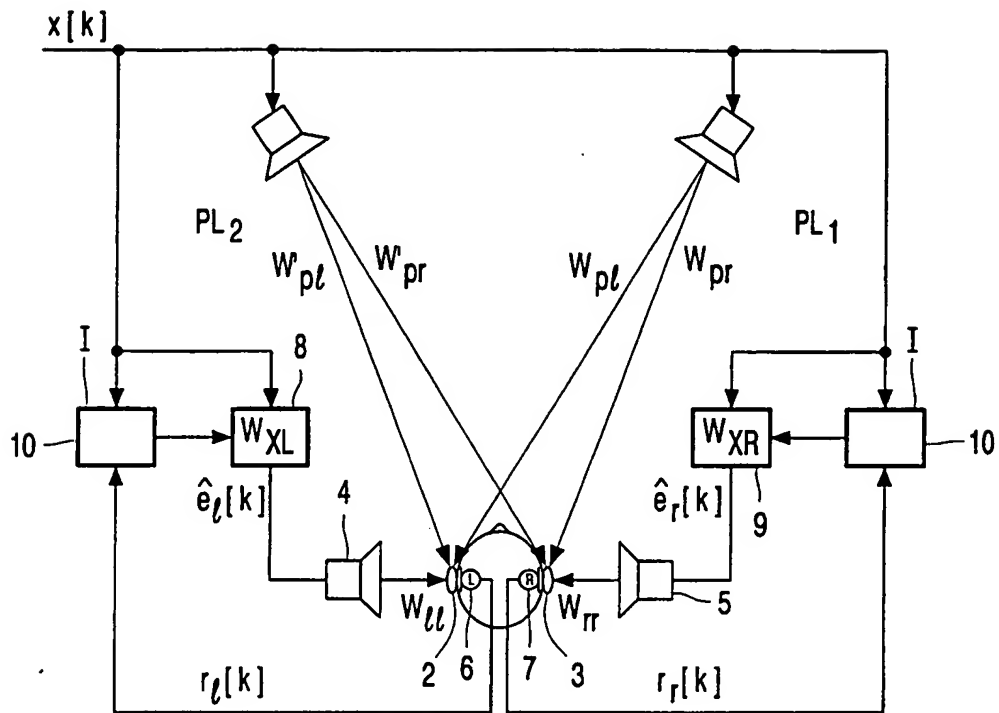 x[k]
PL2
PL1
W'pℓ
W'pr
Wpℓ
Wpr
I
8
I
10
WXL
WXR
10
êℓ[k]
4
êr[k]
9
L
R
Wℓℓ
2
6
7
3
Wrr
5
rℓ[k]
rr[k]